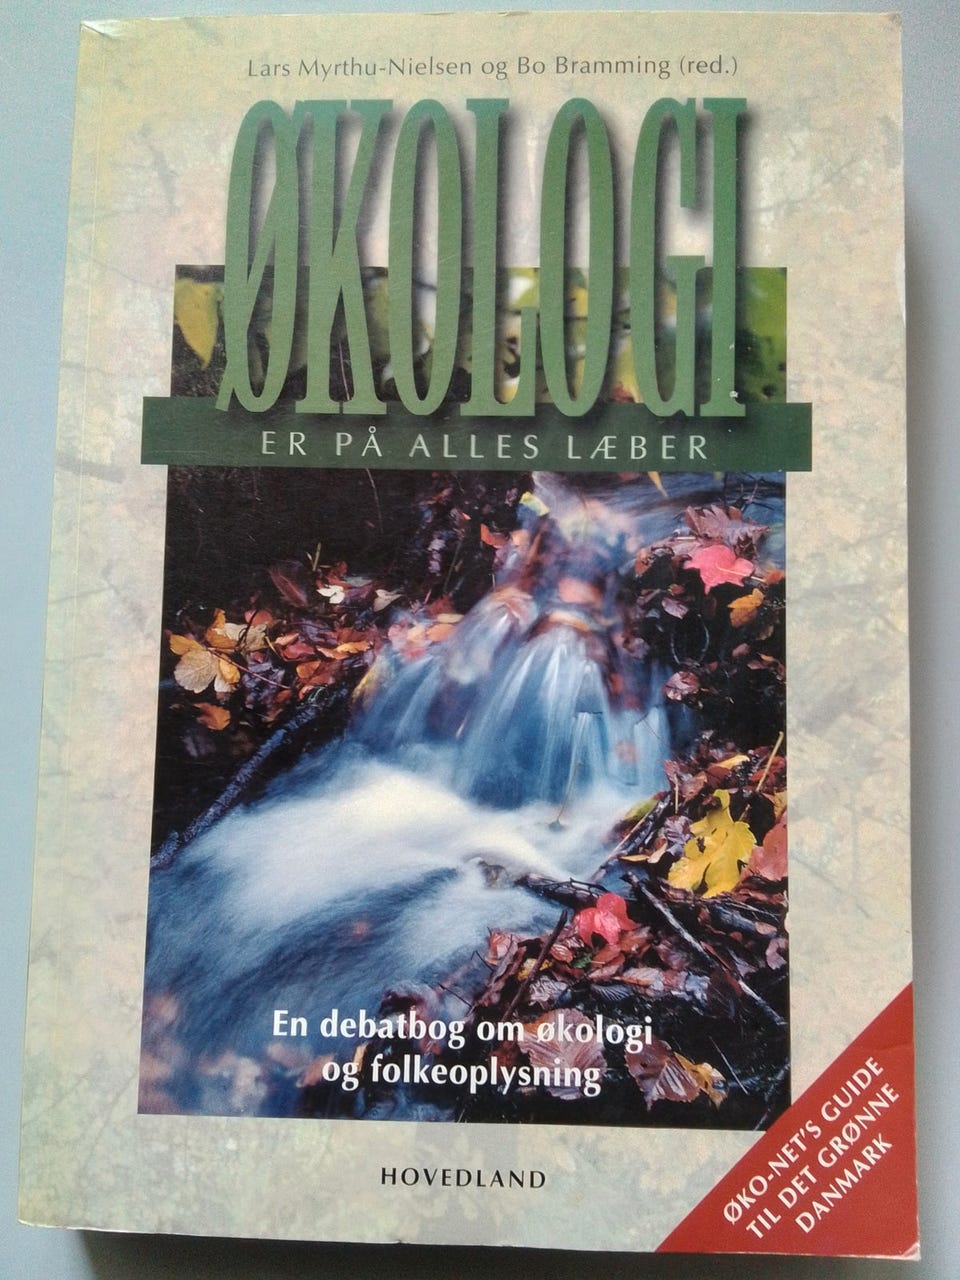 Lars Myrthu-Nielsen og Bo Bramming (red.)
ØKOLOGI
ER PÅ ALLES LÆBER
En debatbog om økologi
og folkeoplysning
HOVEDLAND
ØKO-NET'S GUIDE
TIL DET GRØNNE
DANMARK